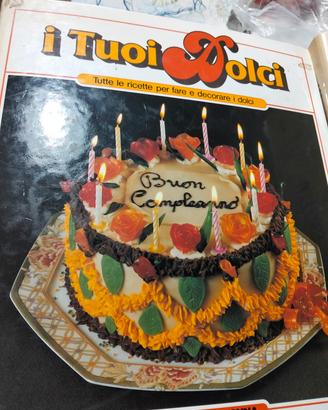 i Tuoi Dolci
Tutte le ricette per fare e decorare i dolci
Buon
Compleanno